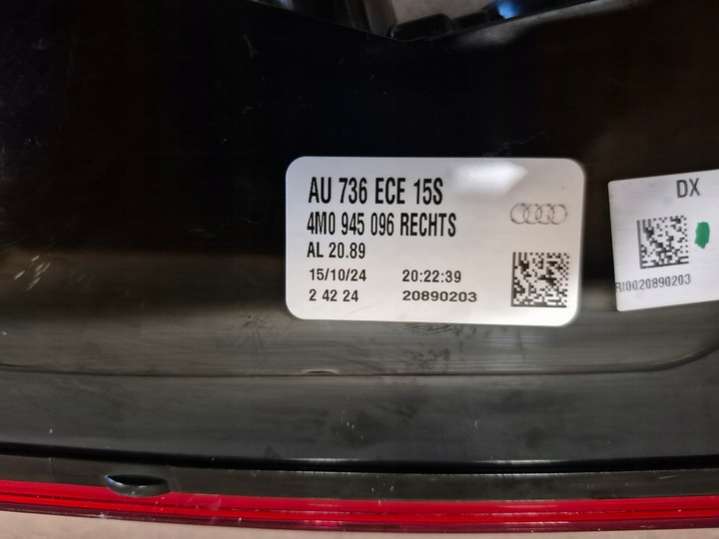 AU 736 ECE 15S
4M0 945 096 RECHTS
AL 20.89
15/10/24 20:22:39
2 42 24 20890203
DX
RI0020890203